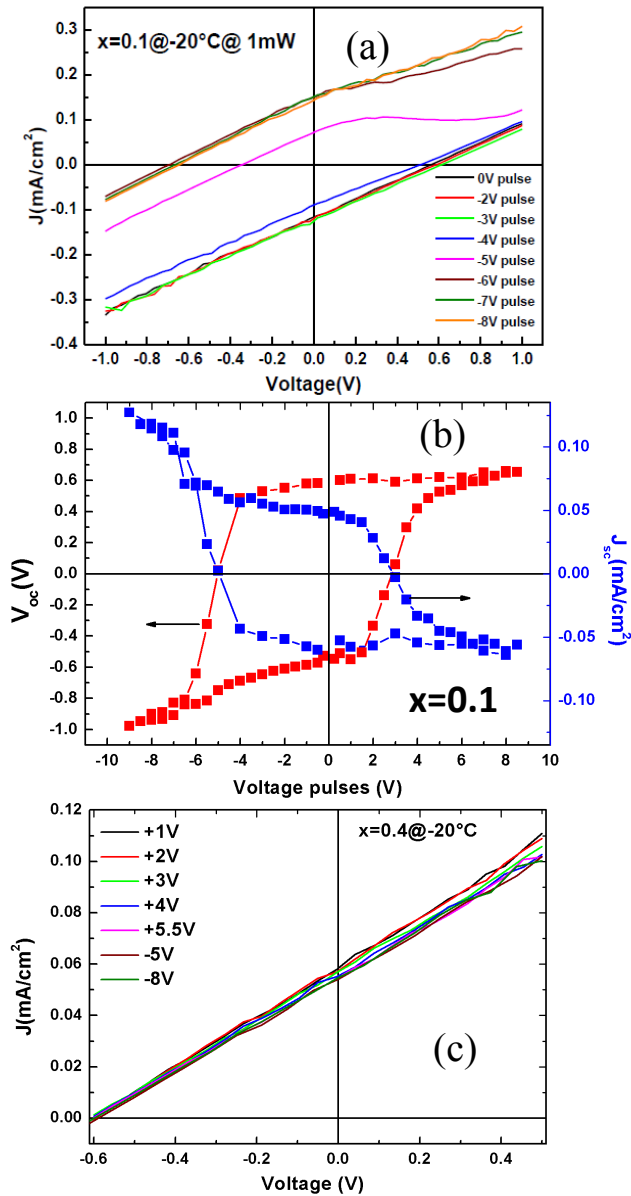 x=0.1@-20°C@ 1mW
(a)
J(mA/cm²)
0.3
0.2
0.1
0.0
-0.1
-0.2
-0.3
-0.4
0V pulse
-2V pulse
-3V pulse
-4V pulse
-5V pulse
-6V pulse
-7V pulse
-8V pulse
-1.0 -0.8 -0.6 -0.4 -0.2 0.0 0.2 0.4 0.6 0.8 1.0
Voltage(V)
(b)
Voc(V)
1.0
0.8
0.6
0.4
0.2
0.0
-0.2
-0.4
-0.6
-0.8
-1.0
0.10
0.05
0.00
-0.05
-0.10
Jsc(mA/cm²)
x=0.1
-10 -8 -6 -4 -2 0 2 4 6 8 10
Voltage pulses (V)
J(mA/cm²)
0.12
0.10
0.08
0.06
0.04
0.02
0.00
+1V
+2V
+3V
+4V
+5.5V
-5V
-8V
x=0.4@-20°C
(c)
-0.6 -0.4 -0.2 0.0 0.2 0.4
Voltage (V)